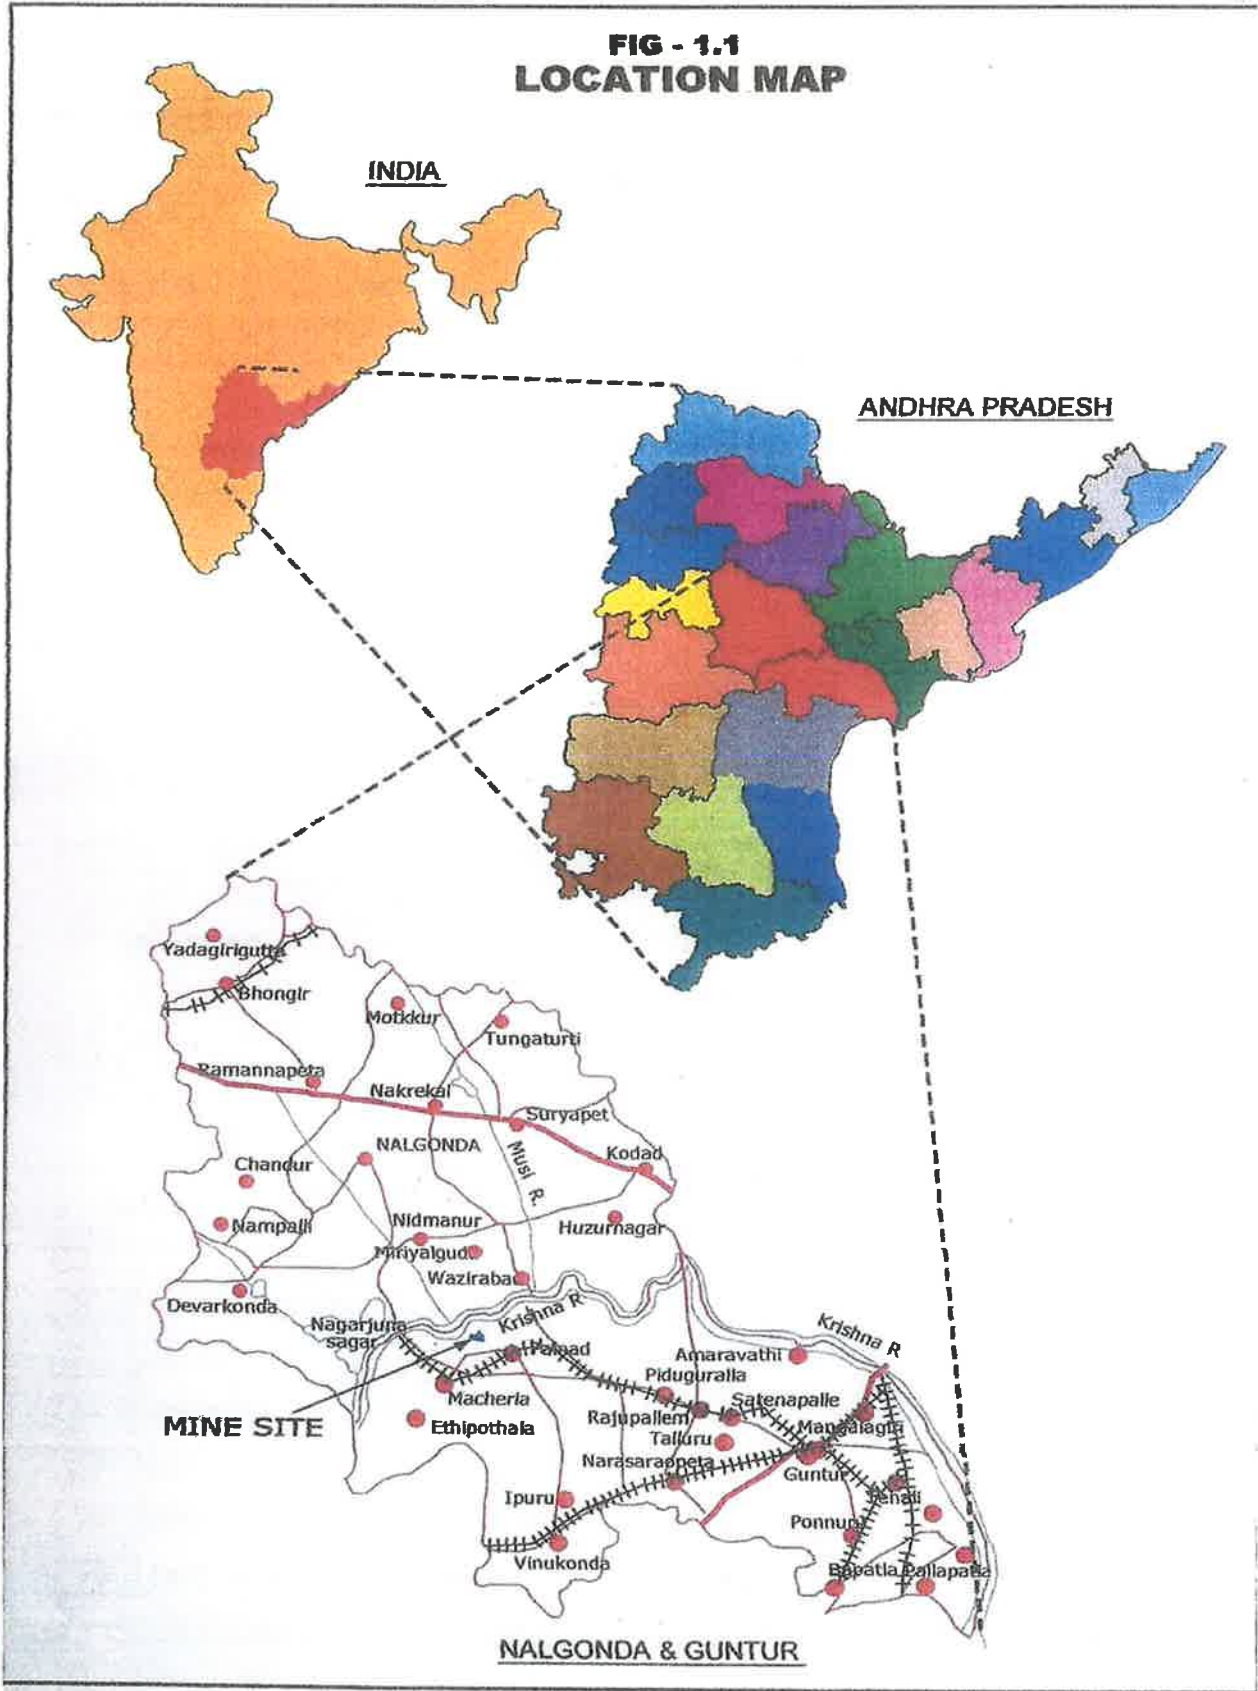 FIG - 1.1
LOCATION MAP
INDIA
ANDHRA PRADESH
Yadagirigutta
Bhongir
Motkkur
Tungaturti
Ramannapeta
Nakrekal
Suryapet
NALGONDA
Musi R.
Kodad
Chandur
Nampalli
Nidmanur
Huzurnagar
Miriyalgud
Wazirabad
Devarkonda
Nagarjuna
sagar
Krishna R
Krishna R
Palnad
Amaravathi
Piduguralla
Macherla
Satenapalle
MINE SITE
Rajupallem
Mangalagiri
Ethipothala
Talluru
Narasaraopeta
Guntur
Ipuru
Tenali
Ponnur
Vinukonda
Bapatla
Pallapatla
NALGONDA & GUNTUR